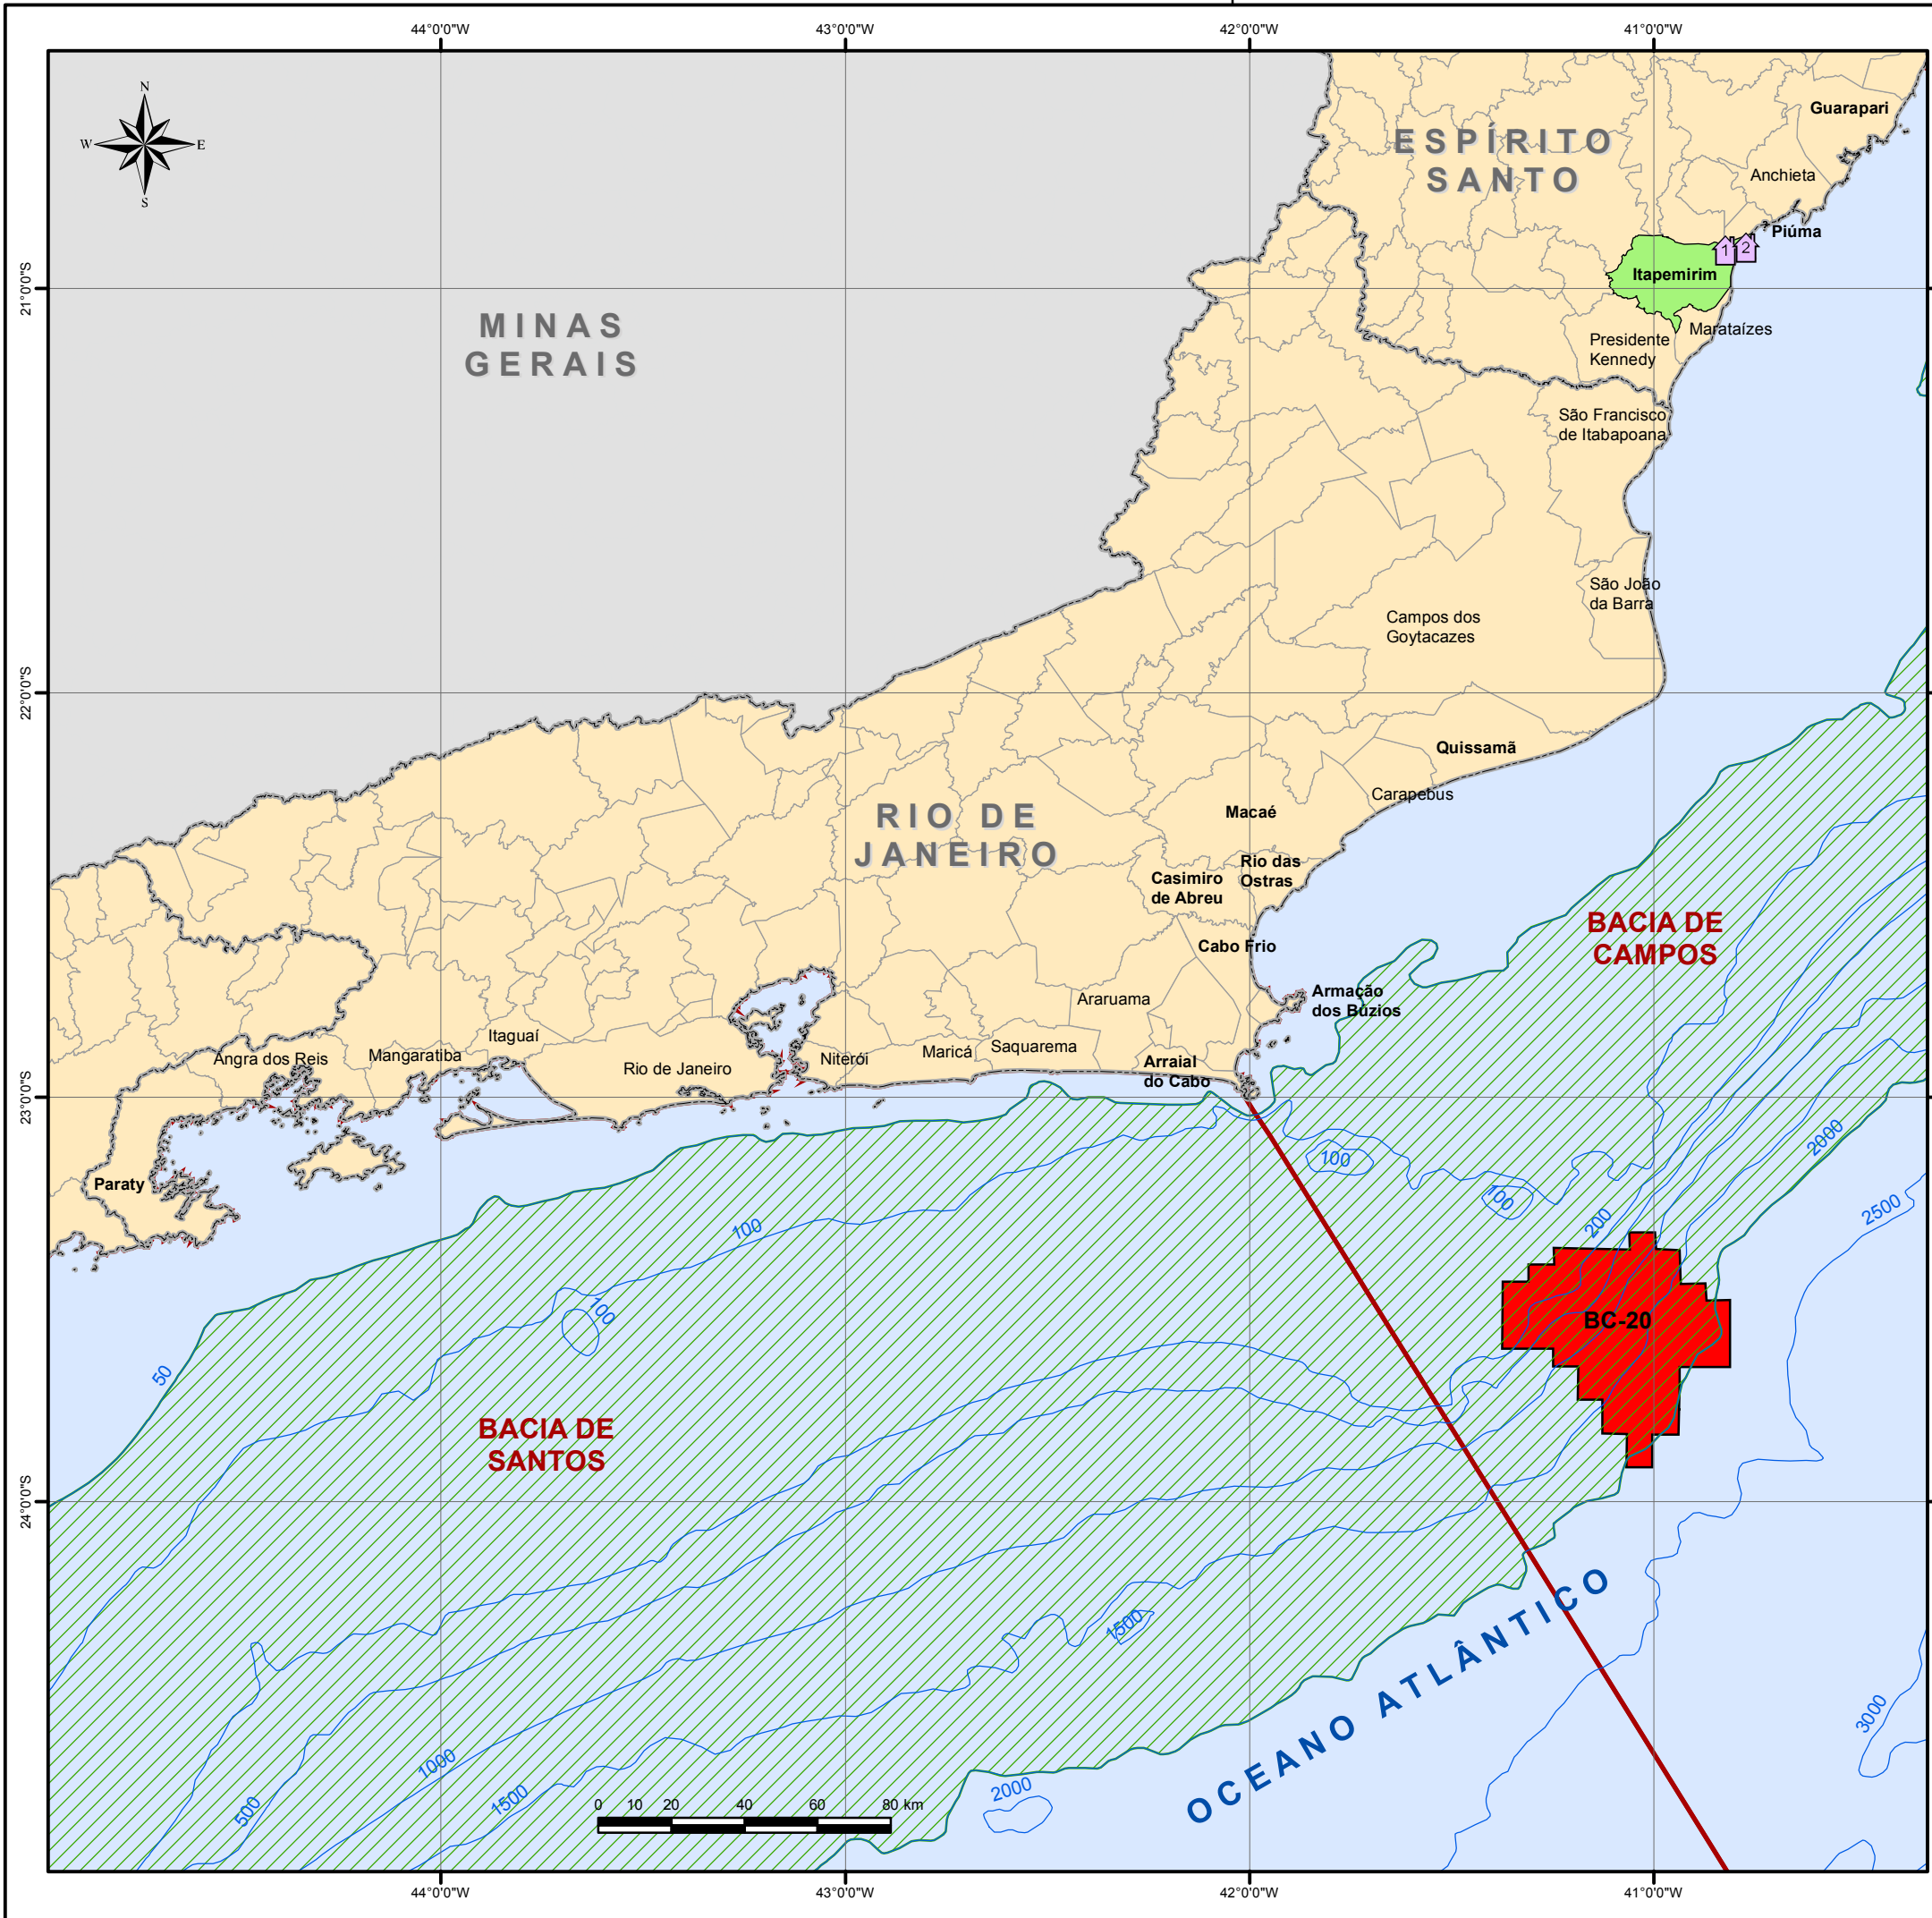 44°0'0"W
43°0'0"W
42°0'0"W
41°0'0"W
N
W
E
S
Guarapari
ESPÍRITO
SANTO
Anchieta
Piúma
1
2
21°0'0"S
Itapemirim
MINAS
GERAIS
Marataízes
Presidente
Kennedy
São Francisco
de Itabapoana
São João
da Barra
Campos dos
Goytacazes
22°0'0"S
Quissamã
Carapebus
Macaé
RIO DE
JANEIRO
Rio das
Ostras
Casimiro
de Abreu
BACIA DE
CAMPOS
Cabo Frio
Armação
dos Búzios
Araruama
Itaguaí
Angra dos Reis
Mangaratiba
Rio de Janeiro
Niterói
Maricá
Saquarema
Arraial
do Cabo
23°0'0"S
2000
100
100
Paraty
2500
200
100
100
BC-20
50
BACIA DE
SANTOS
24°0'0"S
OCEANO ATLÂNTICO
1500
3000
1000
1500
500
2000
0 10 20 40 60 80 km
44°0'0"W
43°0'0"W
42°0'0"W
41°0'0"W